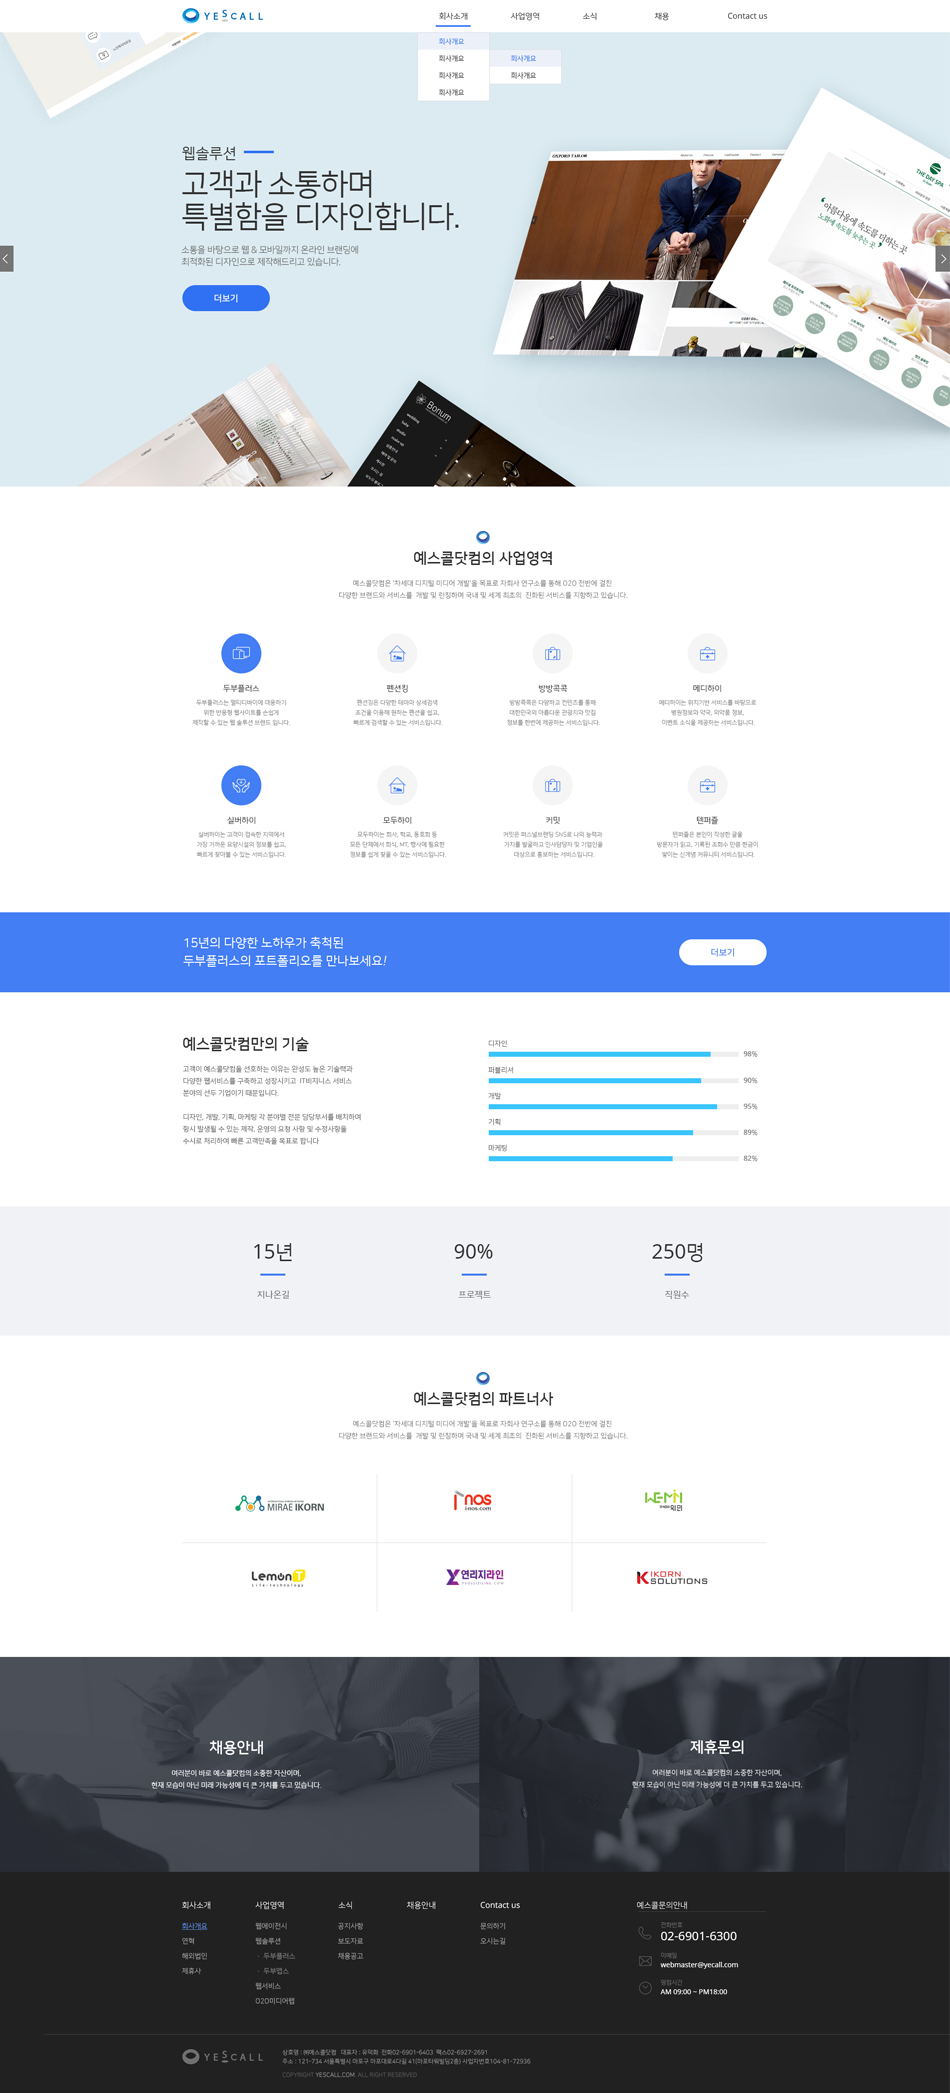 YESCALL
회사소개
사업영역
소식
채용
Contact us
회사개요
회사개요
회사개요
회사개요
회사개요
회사개요
웹솔루션
고객과 소통하며
특별함을 디자인합니다.
소통을 바탕으로 웹 & 모바일까지 온라인 브랜딩에
최적화된 디자인으로 제작해드리고 있습니다.
더보기
THE DAY SPA
아름다움에 속도를 더하는 곳
노화에 속도를 늦추는 곳
Bonum
예스콜닷컴의 사업영역
예스콜닷컴은 '차세대 디지털 미디어 개발'을 목표로 자회사 연구소를 통해 O2O 전반에 걸친
다양한 브랜드와 서비스를 개발 및 런칭하며 국내 및 세계 최초의 진화된 서비스를 지향하고 있습니다.
두부플러스
두부플러스는 멀티디바이에 대응하기
위한 반응형 웹사이트를 손쉽게
제작할 수 있는 웹 솔루션 브랜드 입니다.
펜션킹
펜션킹은 다양한 테마와 상세검색
조건을 이용해 원하는 펜션을 쉽고,
빠르게 검색할 수 있는 서비스입니다.
방방콕콕
방방콕콕은 다양하고 컨텐츠를 통해
대한민국의 아름다운 관광지와 맛집
정보를 한번에 제공하는 서비스입니다.
메디하이
메디하이는 위치기반 서비스를 바탕으로
병원정보와 약국, 의약품 정보,
이벤트 소식을 제공하는 서비스입니다.
실버하이
실버하이는 고객이 접속한 지역에서
가장 가까운 요양시설의 정보를 쉽고,
빠르게 찾아볼 수 있는 서비스입니다.
모두하이
모두하이는 회사, 학교, 동호회 등
모든 단체에서 회식, MT, 행사에 필요한
정보를 쉽게 찾을 수 있는 서비스입니다.
커밋
커밋은 퍼스널브랜딩 SNS로 나의 능력과
가치를 발굴하고 인사담당자 및 기업인을
대상으로 홍보하는 서비스입니다.
텐퍼즐
텐퍼즐은 본인이 작성한 글을
방문자가 읽고, 기록된 조회수 만큼 현금이
쌓이는 신개념 커뮤니티 서비스입니다.
15년의 다양한 노하우가 축척된
두부플러스의 포트폴리오를 만나보세요!
더보기
예스콜닷컴만의 기술
고객이 예스콜닷컴을 선호하는 이유는 완성도 높은 기술력과
다양한 웹서비스를 구축하고 성장시키고 IT비지니스 서비스
분야의 선두 기업이기 때문입니다.
디자인, 개발, 기획, 마케팅 각 분야별 전문 담당부서를 배치하여
항시 발생될 수 있는 제작, 운영의 요청 사항 및 수정사항을
수시로 처리하여 빠른 고객만족을 목표로 합니다
디자인
98%
퍼블리셔
90%
개발
95%
기획
89%
마케팅
82%
15년
지나온길
90%
프로젝트
250명
직원수
예스콜닷컴의 파트너사
예스콜닷컴은 '차세대 디지털 미디어 개발'을 목표로 자회사 연구소를 통해 O2O 전반에 걸친
다양한 브랜드와 서비스를 개발 및 런칭하며 국내 및 세계 최초의 진화된 서비스를 지향하고 있습니다.
MIRAE IKORN
i-nos
i-nos.com
WEMIN
위민
LemonT
Life-technology
연리지라인
YEOLIJILINE.COM
IKORN
SOLUTIONS
채용안내
여러분이 바로 예스콜닷컴의 소중한 자산이며,
현재 모습이 아닌 미래 가능성에 더 큰 가치를 두고 있습니다.
제휴문의
여러분이 바로 예스콜닷컴의 소중한 자산이며,
현재 모습이 아닌 미래 가능성에 더 큰 가치를 두고 있습니다.
회사소개
회사개요
연혁
해외법인
제휴사
사업영역
웹에이전시
웹솔루션
- 두부플러스
- 두부맵스
웹서비스
O2O미디어랩
소식
공지사항
보도자료
채용공고
채용안내
Contact us
문의하기
오시는길
예스콜문의안내
전화번호
02-6901-6300
이메일
webmaster@yecall.com
영업시간
AM 09:00 ~ PM18:00
YESCALL
상호명 : ㈜예스콜닷컴 대표자 : 유덕화 전화02-6901-6403 팩스02-6927-2691
주소 : 121-734 서울특별시 마포구 마포대로4다길 41(마포타워빌딩2층) 사업자번호104-81-72936
COPYRIGHT YESCALL.COM ALL RIGHT RESERVED